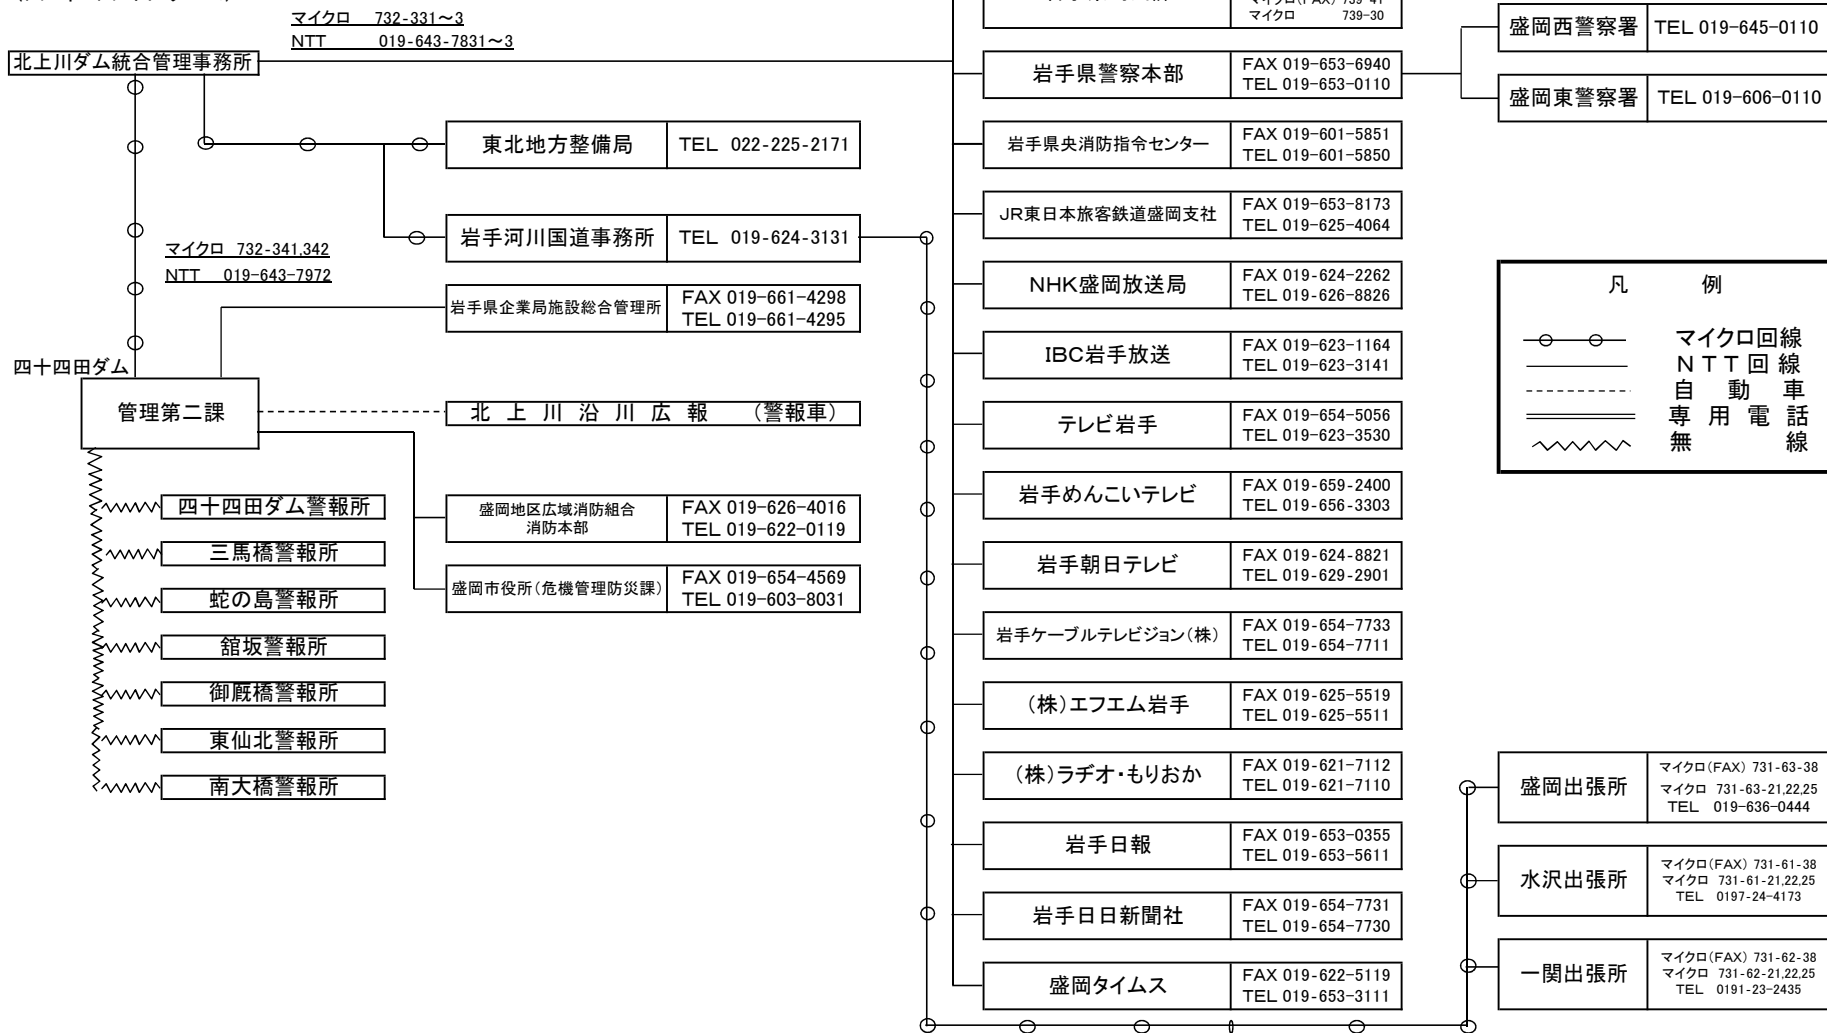 マイクロ 732-331～3
NTT 019-643-7831～3
北上川ダム統合管理事務所
東北地方整備局 TEL 022-225-2171
岩手河川国道事務所 TEL 019-624-3131
マイクロ 732-341,342
NTT 019-643-7972
岩手県企業局施設総合管理所
FAX 019-661-4298
TEL 019-661-4295
四十四田ダム
管理第二課
北上川沿川広報 (警報車)
四十四田ダム警報所
三馬橋警報所
蛇の島警報所
舘坂警報所
御厩橋警報所
東仙北警報所
南大橋警報所
盛岡地区広域消防組合
消防本部
FAX 019-626-4016
TEL 019-622-0119
盛岡市役所(危機管理防災課)
FAX 019-654-4569
TEL 019-603-8031
マイクロ 739-30
岩手県警察本部
FAX 019-653-6940
TEL 019-653-0110
岩手県央消防指令センター
FAX 019-601-5851
TEL 019-601-5850
JR東日本旅客鉄道盛岡支社
FAX 019-653-8173
TEL 019-625-4064
NHK盛岡放送局
FAX 019-624-2262
TEL 019-626-8826
IBC岩手放送
FAX 019-623-1164
TEL 019-623-3141
テレビ岩手
FAX 019-654-5056
TEL 019-623-3530
岩手めんこいテレビ
FAX 019-659-2400
TEL 019-656-3303
岩手朝日テレビ
FAX 019-624-8821
TEL 019-629-2901
岩手ケーブルテレビジョン(株)
FAX 019-654-7733
TEL 019-654-7711
(株)エフエム岩手
FAX 019-625-5519
TEL 019-625-5511
(株)ラヂオ・もりおか
FAX 019-621-7112
TEL 019-621-7110
岩手日報
FAX 019-653-0355
TEL 019-653-5611
岩手日日新聞社
FAX 019-654-7731
TEL 019-654-7730
盛岡タイムス
FAX 019-622-5119
TEL 019-653-3111
盛岡西警察署 TEL 019-645-0110
盛岡東警察署 TEL 019-606-0110
凡 例
マイクロ回線
NTT回線
自動車
専用電話
無線
盛岡出張所
マイクロ(FAX) 731-63-38
マイクロ 731-63-21,22,25
TEL 019-636-0444
水沢出張所
マイクロ(FAX) 731-61-38
マイクロ 731-61-21,22,25
TEL 0197-24-4173
一関出張所
マイクロ(FAX) 731-62-38
マイクロ 731-62-21,22,25
TEL 0191-23-2435